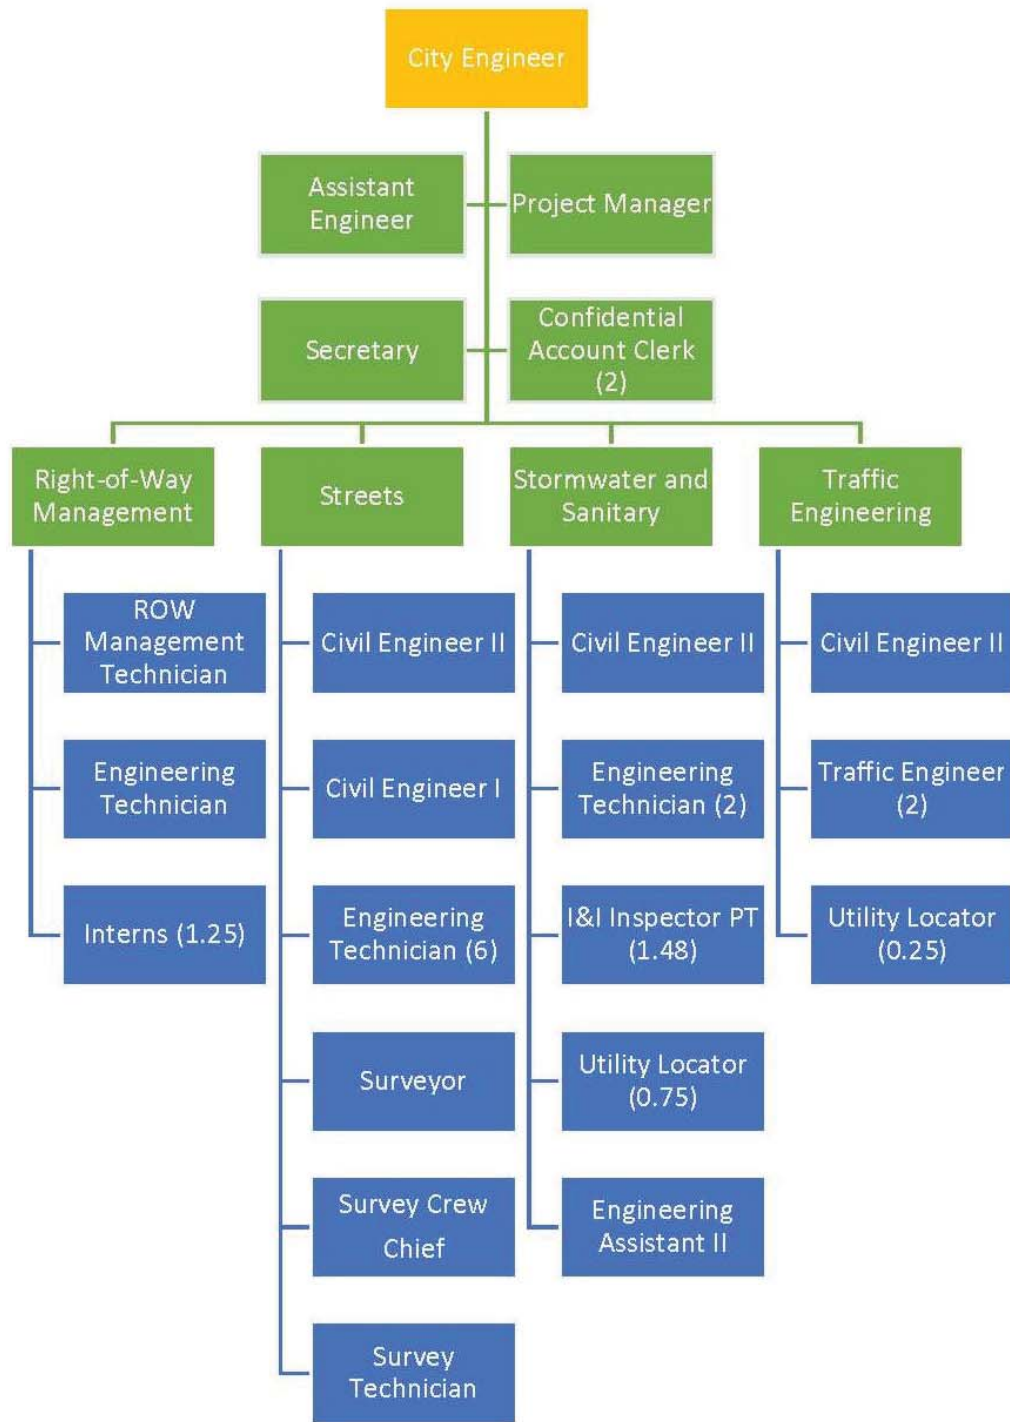 City Engineer
Assistant
Engineer
Project Manager
Secretary
Confidential
Account Clerk
(2)
Right-of-Way
Management
Streets
Stormwater and
Sanitary
Traffic
Engineering
ROW
Management
Technician
Engineering
Technician
Interns (1.25)
Civil Engineer II
Civil Engineer I
Engineering
Technician (6)
Surveyor
Survey Crew
Chief
Survey
Technician
Civil Engineer II
Engineering
Technician (2)
I&I Inspector PT
(1.48)
Utility Locator
(0.75)
Engineering
Assistant II
Civil Engineer II
Traffic Engineer
(2)
Utility Locator
(0.25)